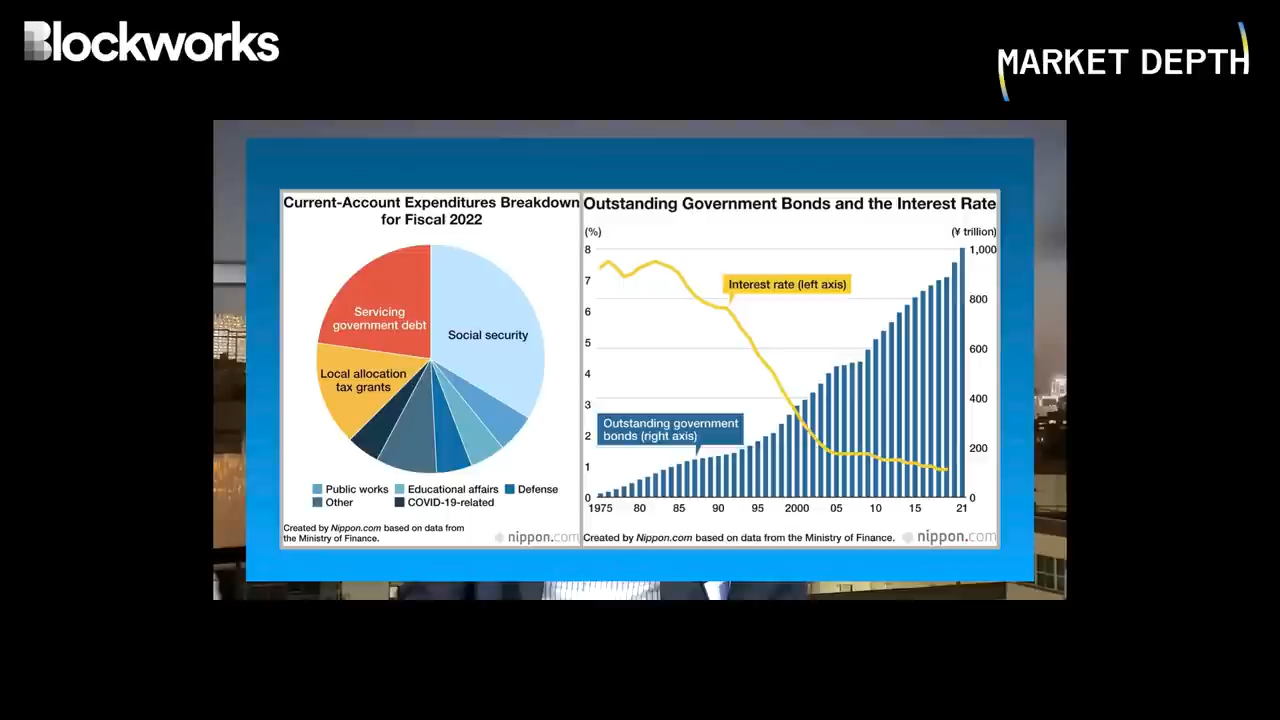 Blockworks
MARKET DEPTH
Current-Account Expenditures Breakdown
for Fiscal 2022
Servicing
government debt
Social security
Local allocation
tax grants
Public works
Educational affairs
Defense
Other
COVID-19-related
Created by Nippon.com based on data from
the Ministry of Finance.
nippon.com
Outstanding Government Bonds and the Interest Rate
(%)
(¥ trillion)
8
7
6
5
4
3
2
1
0
1,000
800
600
400
200
0
Interest rate (left axis)
Outstanding government
bonds (right axis)
1975 80 85 90 95 2000 05 10 15 21
Created by Nippon.com based on data from the Ministry of Finance.
nippon.com